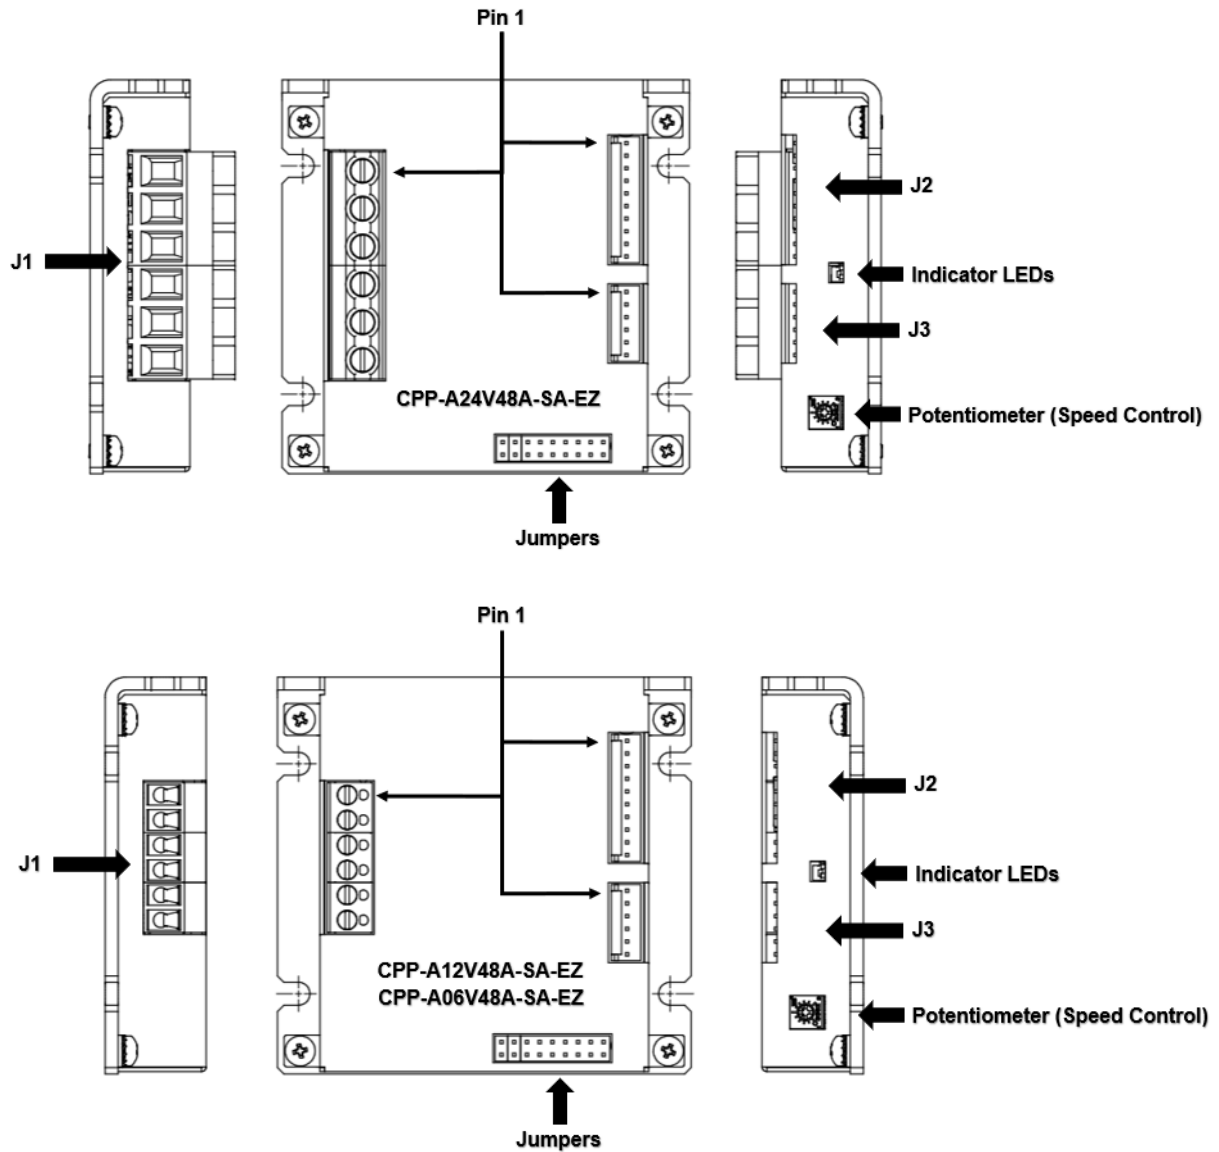 Pin 1
J2
J1
Indicator LEDs
J3
CPP-A24V48A-SA-EZ
Potentiometer (Speed Control)
Jumpers
Pin 1
J2
J1
Indicator LEDs
J3
CPP-A12V48A-SA-EZ
CPP-A06V48A-SA-EZ
Potentiometer (Speed Control)
Jumpers